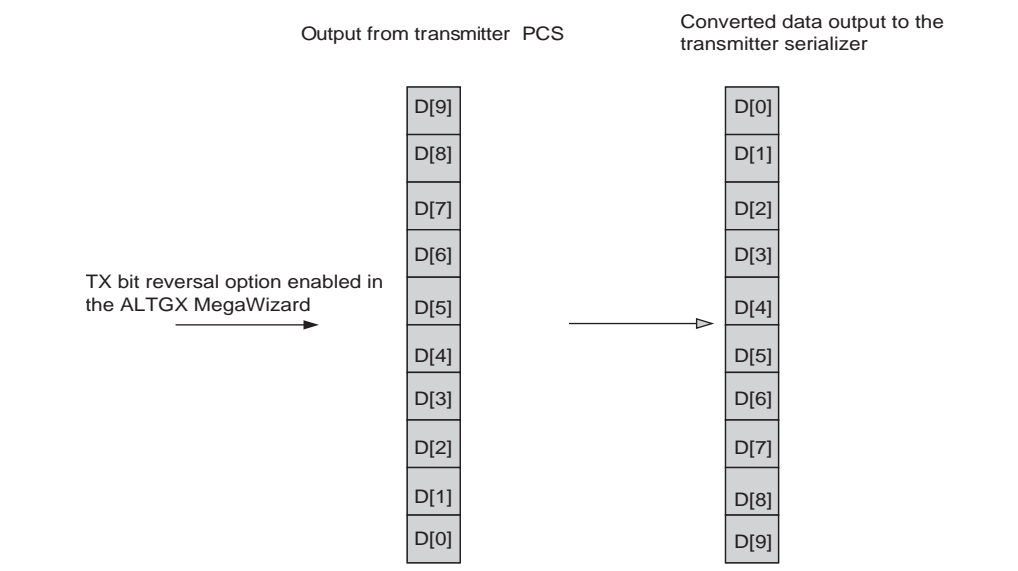 Output from transmitter PCS
Converted data output to the
transmitter serializer
TX bit reversal option enabled in
the ALTGX MegaWizard
D[9]
D[8]
D[7]
D[6]
D[5]
D[4]
D[3]
D[2]
D[1]
D[0]
D[0]
D[1]
D[2]
D[3]
D[4]
D[5]
D[6]
D[7]
D[8]
D[9]